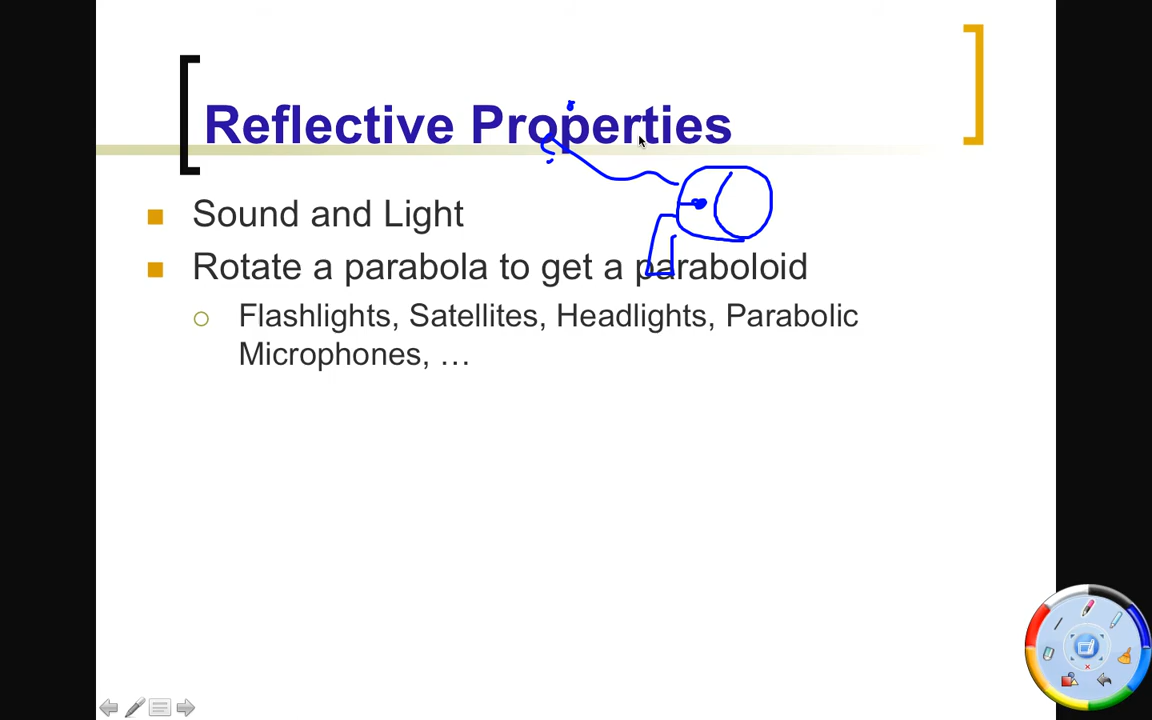 Reflective Properties
Sound and Light
Rotate a parabola to get a paraboloid
Flashlights, Satellites, Headlights, Parabolic
Microphones, …